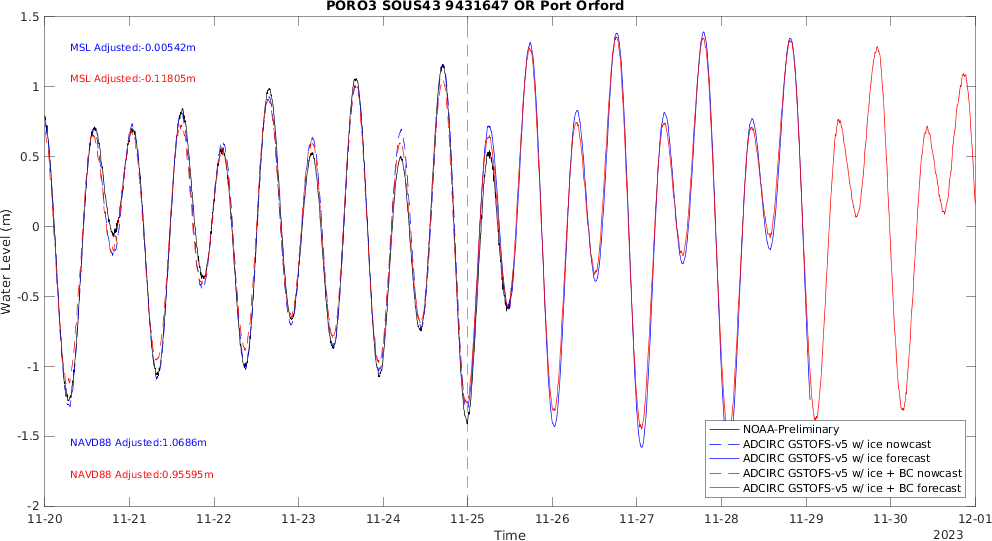 PORO3 SOUS43 9431647 OR Port Orford
MSL Adjusted:-0.00542m
MSL Adjusted:-0.11805m
NAVD88 Adjusted:1.0686m
NAVD88 Adjusted:0.95595m
Water Level (m)
1.5
1
0.5
0
-0.5
-1
-1.5
-2
NOAA-Preliminary
ADCIRC GSTOFS-v5 w/ ice nowcast
ADCIRC GSTOFS-v5 w/ ice forecast
ADCIRC GSTOFS-v5 w/ ice + BC nowcast
ADCIRC GSTOFS-v5 w/ ice + BC forecast
11-20 11-21 11-22 11-23 11-24 11-25 11-26 11-27 11-28 11-29 11-30 12-01
Time
2023